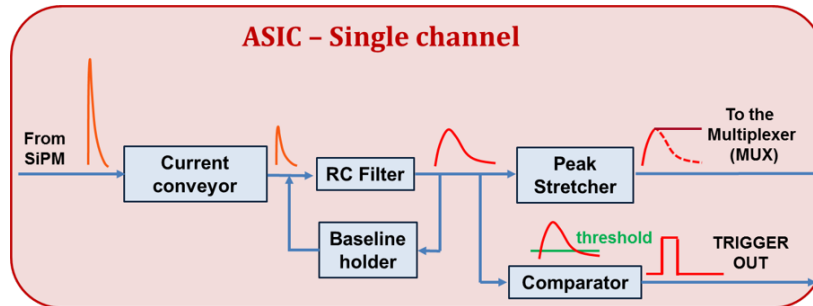 ASIC – Single channel
From
SiPM
Current
conveyor
RC Filter
Peak
Stretcher
To the
Multiplexer
(MUX)
Baseline
holder
threshold
Comparator
TRIGGER
OUT